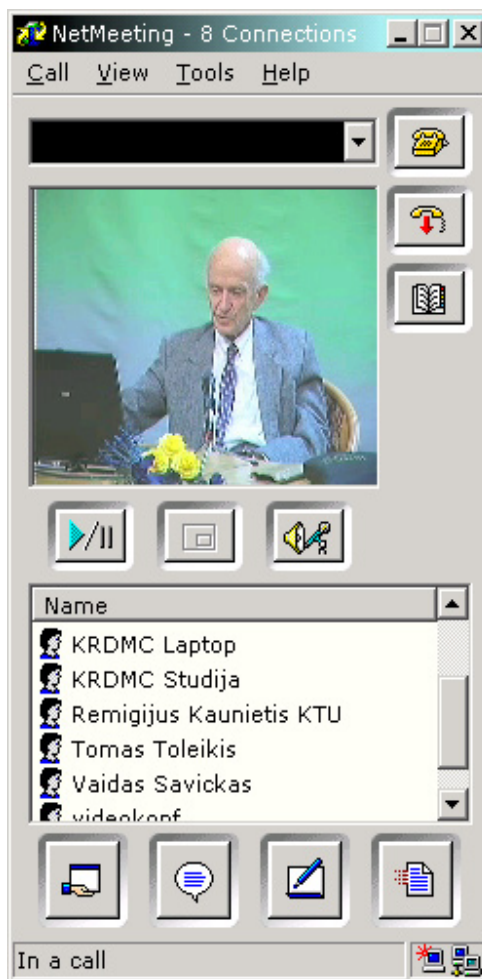 NetMeeting - 8 Connections
Call View Tools Help
Name
KRDMC Laptop
KRDMC Studija
Remigijus Kaunietis KTU
Tomas Toleikis
Vaidas Savickas
videokonf
In a call